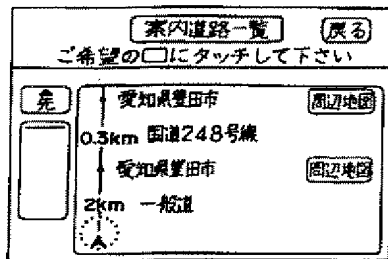 案内道路一覧 戻る
ご希望の□にタッチして下さい
先 愛知県豊田市 周辺地図
0.3km 国道248号線
愛知県豊田市 周辺地図
2km 一般道